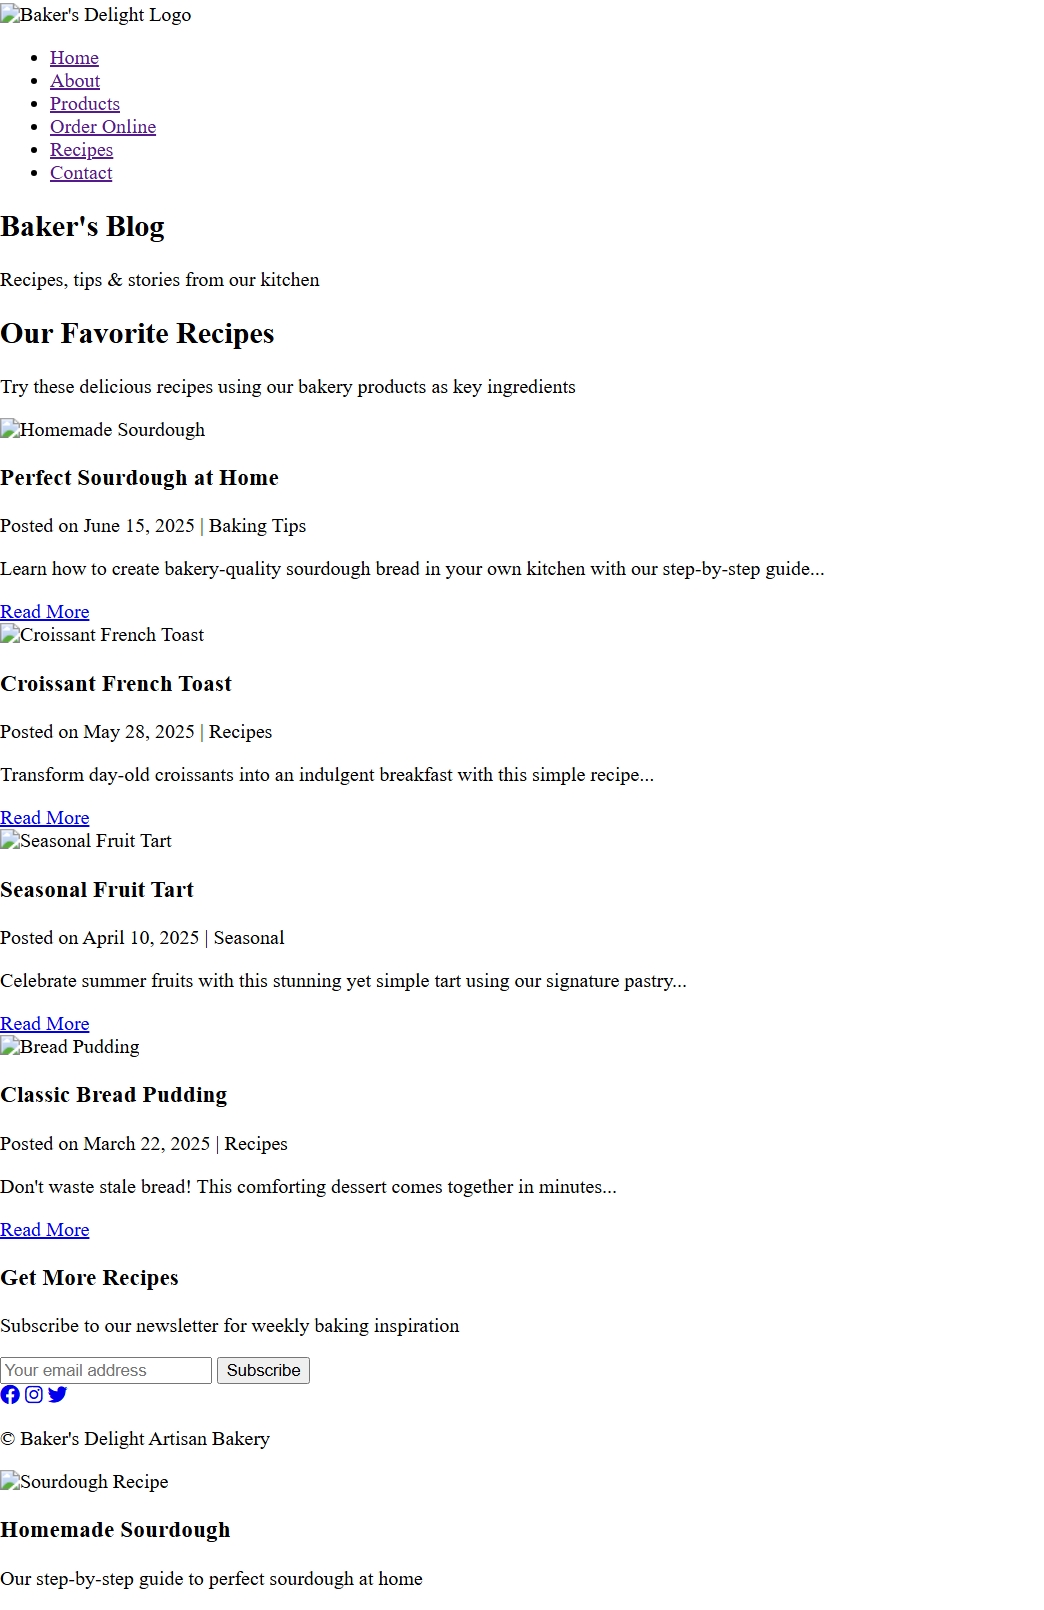 Baker's Delight Logo
Home
About
Products
Order Online
Recipes
Contact
Baker's Blog
Recipes, tips & stories from our kitchen
Our Favorite Recipes
Try these delicious recipes using our bakery products as key ingredients
Homemade Sourdough
Perfect Sourdough at Home
Posted on June 15, 2025 | Baking Tips
Learn how to create bakery-quality sourdough bread in your own kitchen with our step-by-step guide...
Read More
Croissant French Toast
Croissant French Toast
Posted on May 28, 2025 | Recipes
Transform day-old croissants into an indulgent breakfast with this simple recipe...
Read More
Seasonal Fruit Tart
Seasonal Fruit Tart
Posted on April 10, 2025 | Seasonal
Celebrate summer fruits with this stunning yet simple tart using our signature pastry...
Read More
Bread Pudding
Classic Bread Pudding
Posted on March 22, 2025 | Recipes
Don't waste stale bread! This comforting dessert comes together in minutes...
Read More
Get More Recipes
Subscribe to our newsletter for weekly baking inspiration
Your email address Subscribe
© Baker's Delight Artisan Bakery
Sourdough Recipe
Homemade Sourdough
Our step-by-step guide to perfect sourdough at home